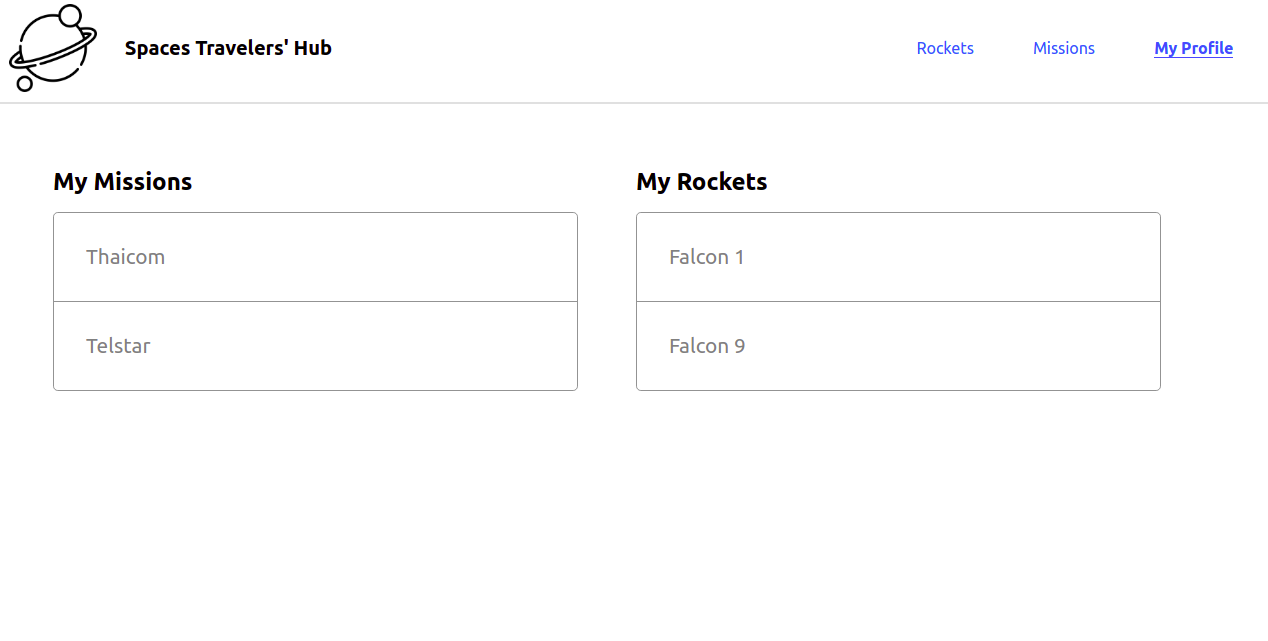 Spaces Travelers' Hub
Rockets
Missions
My Profile
My Missions
Thaicom
Telstar
My Rockets
Falcon 1
Falcon 9